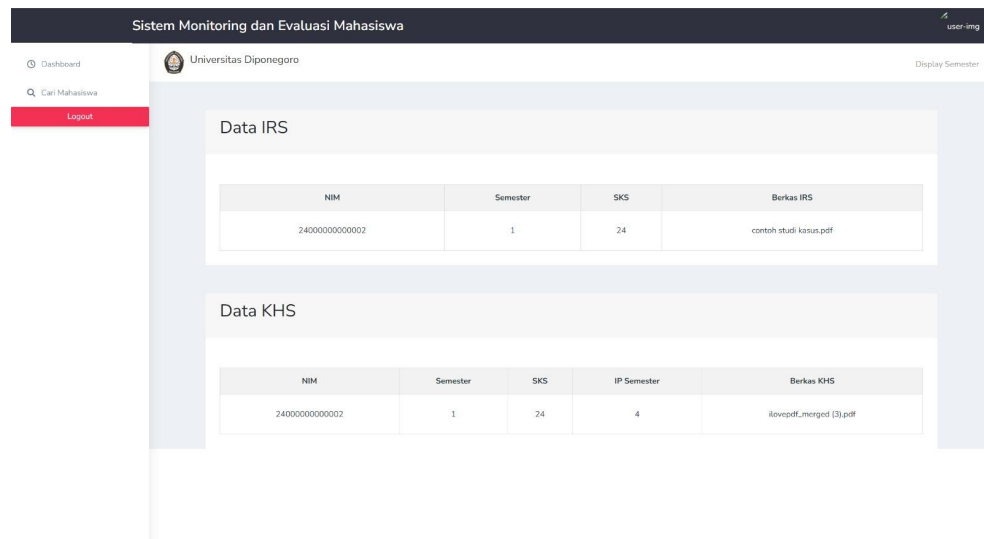 Sistem Monitoring dan Evaluasi Mahasiswa
user-img
Dashboard
Cari Mahasiswa
Logout
Universitas Diponegoro
Display Semester
Data IRS
NIM Semester SKS Berkas IRS
24000000000002 1 24 contoh studi kasus.pdf
Data KHS
NIM Semester SKS IP Semester Berkas KHS
24000000000002 1 24 4 ilovepdf_merged (3).pdf